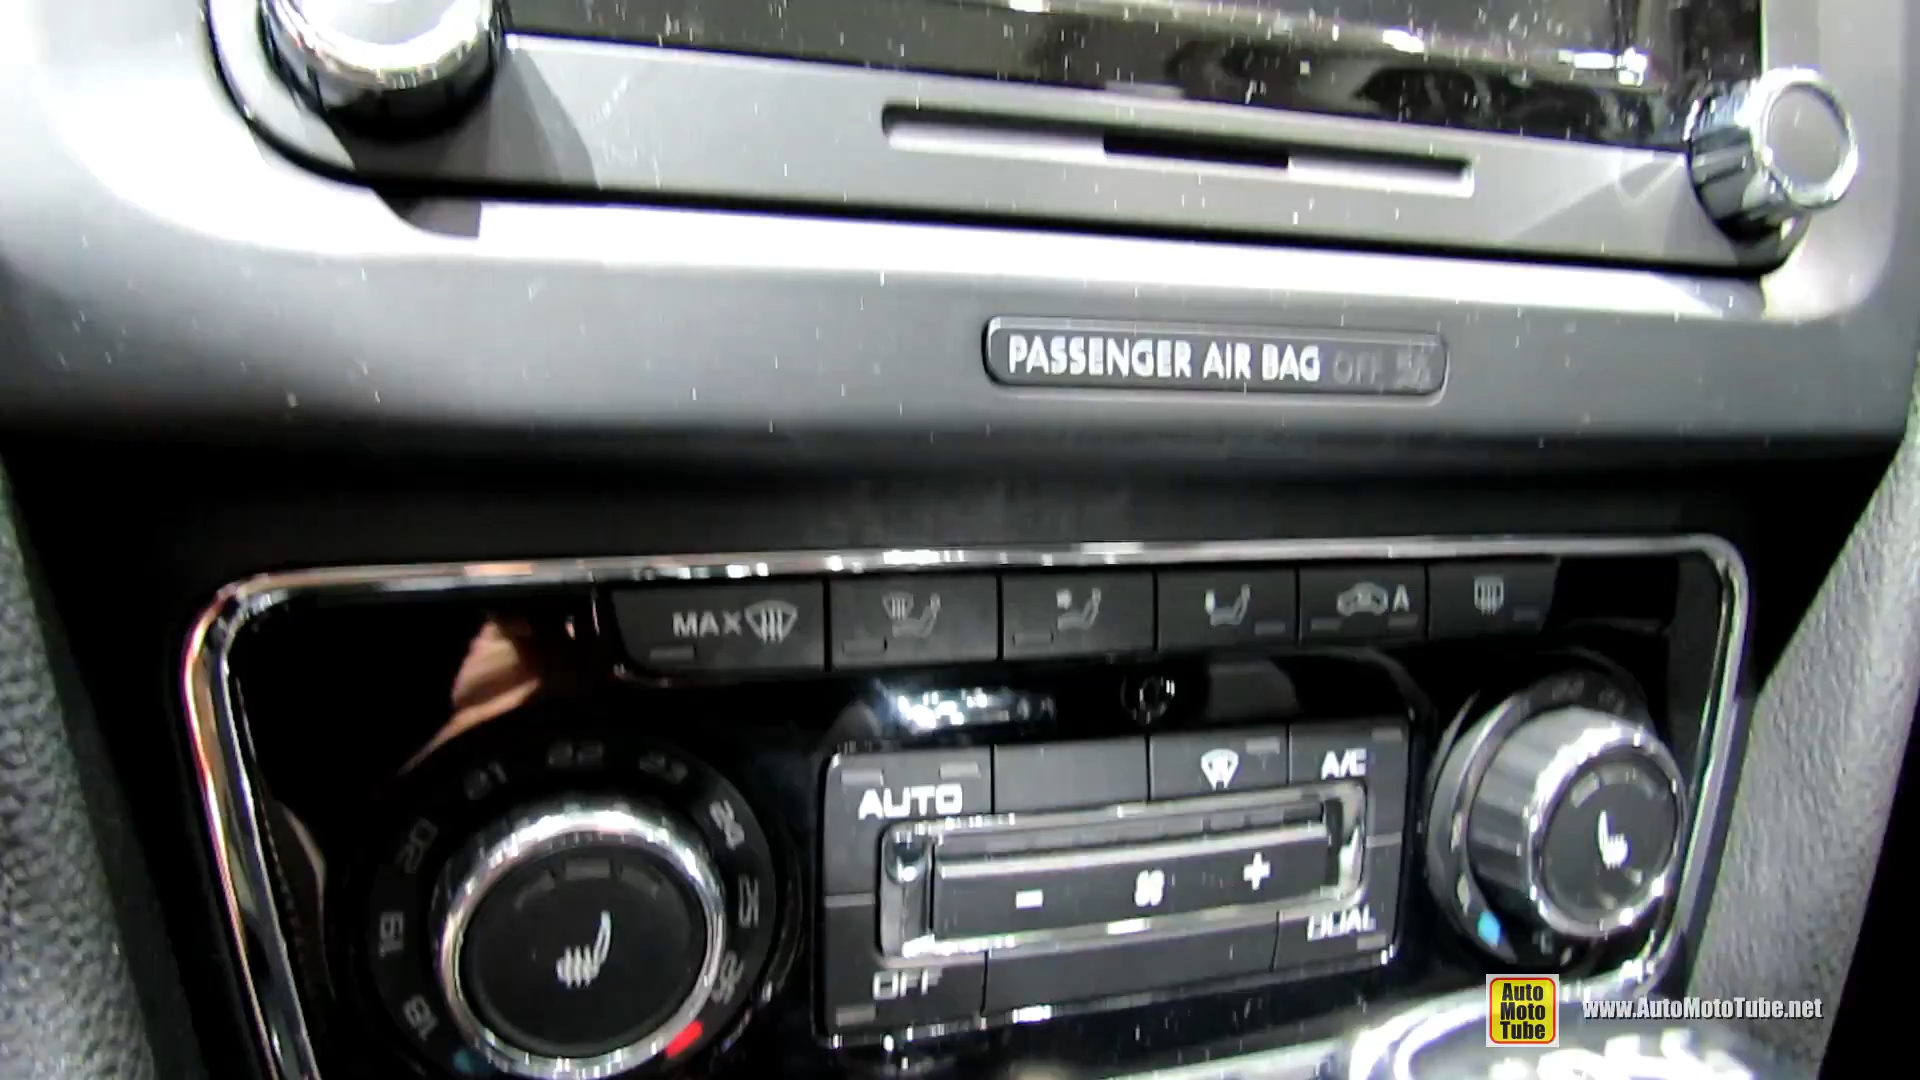 PASSENGER AIR BAG OFF
MAX
A
AUTO
A/C
OFF
DUAL
18 19 20 21 22 23 24 25 26
Auto
Moto
Tube
www.AutoMotoTube.net